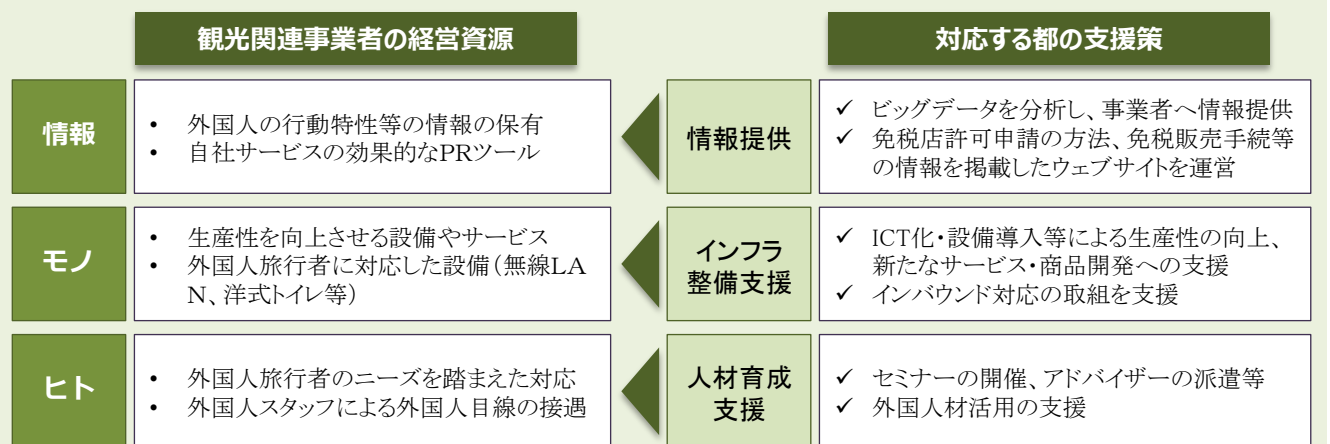 観光関連事業者の経営資源
対応する都の支援策
情報
• 外国人の行動特性等の情報の保有
• 自社サービスの効果的なPRツール
情報提供
✓ ビッグデータを分析し、事業者へ情報提供
✓ 免税店許可申請の方法、免税販売手続等
の情報を掲載したウェブサイトを運営
モノ
• 生産性を向上させる設備やサービス
• 外国人旅行者に対応した設備(無線LA
N、洋式トイレ等)
インフラ
整備支援
✓ ICT化・設備導入等による生産性の向上、
新たなサービス・商品開発への支援
✓ インバウンド対応の取組を支援
ヒト
• 外国人旅行者のニーズを踏まえた対応
• 外国人スタッフによる外国人目線の接遇
人材育成
支援
✓ セミナーの開催、アドバイザーの派遣等
✓ 外国人材活用の支援